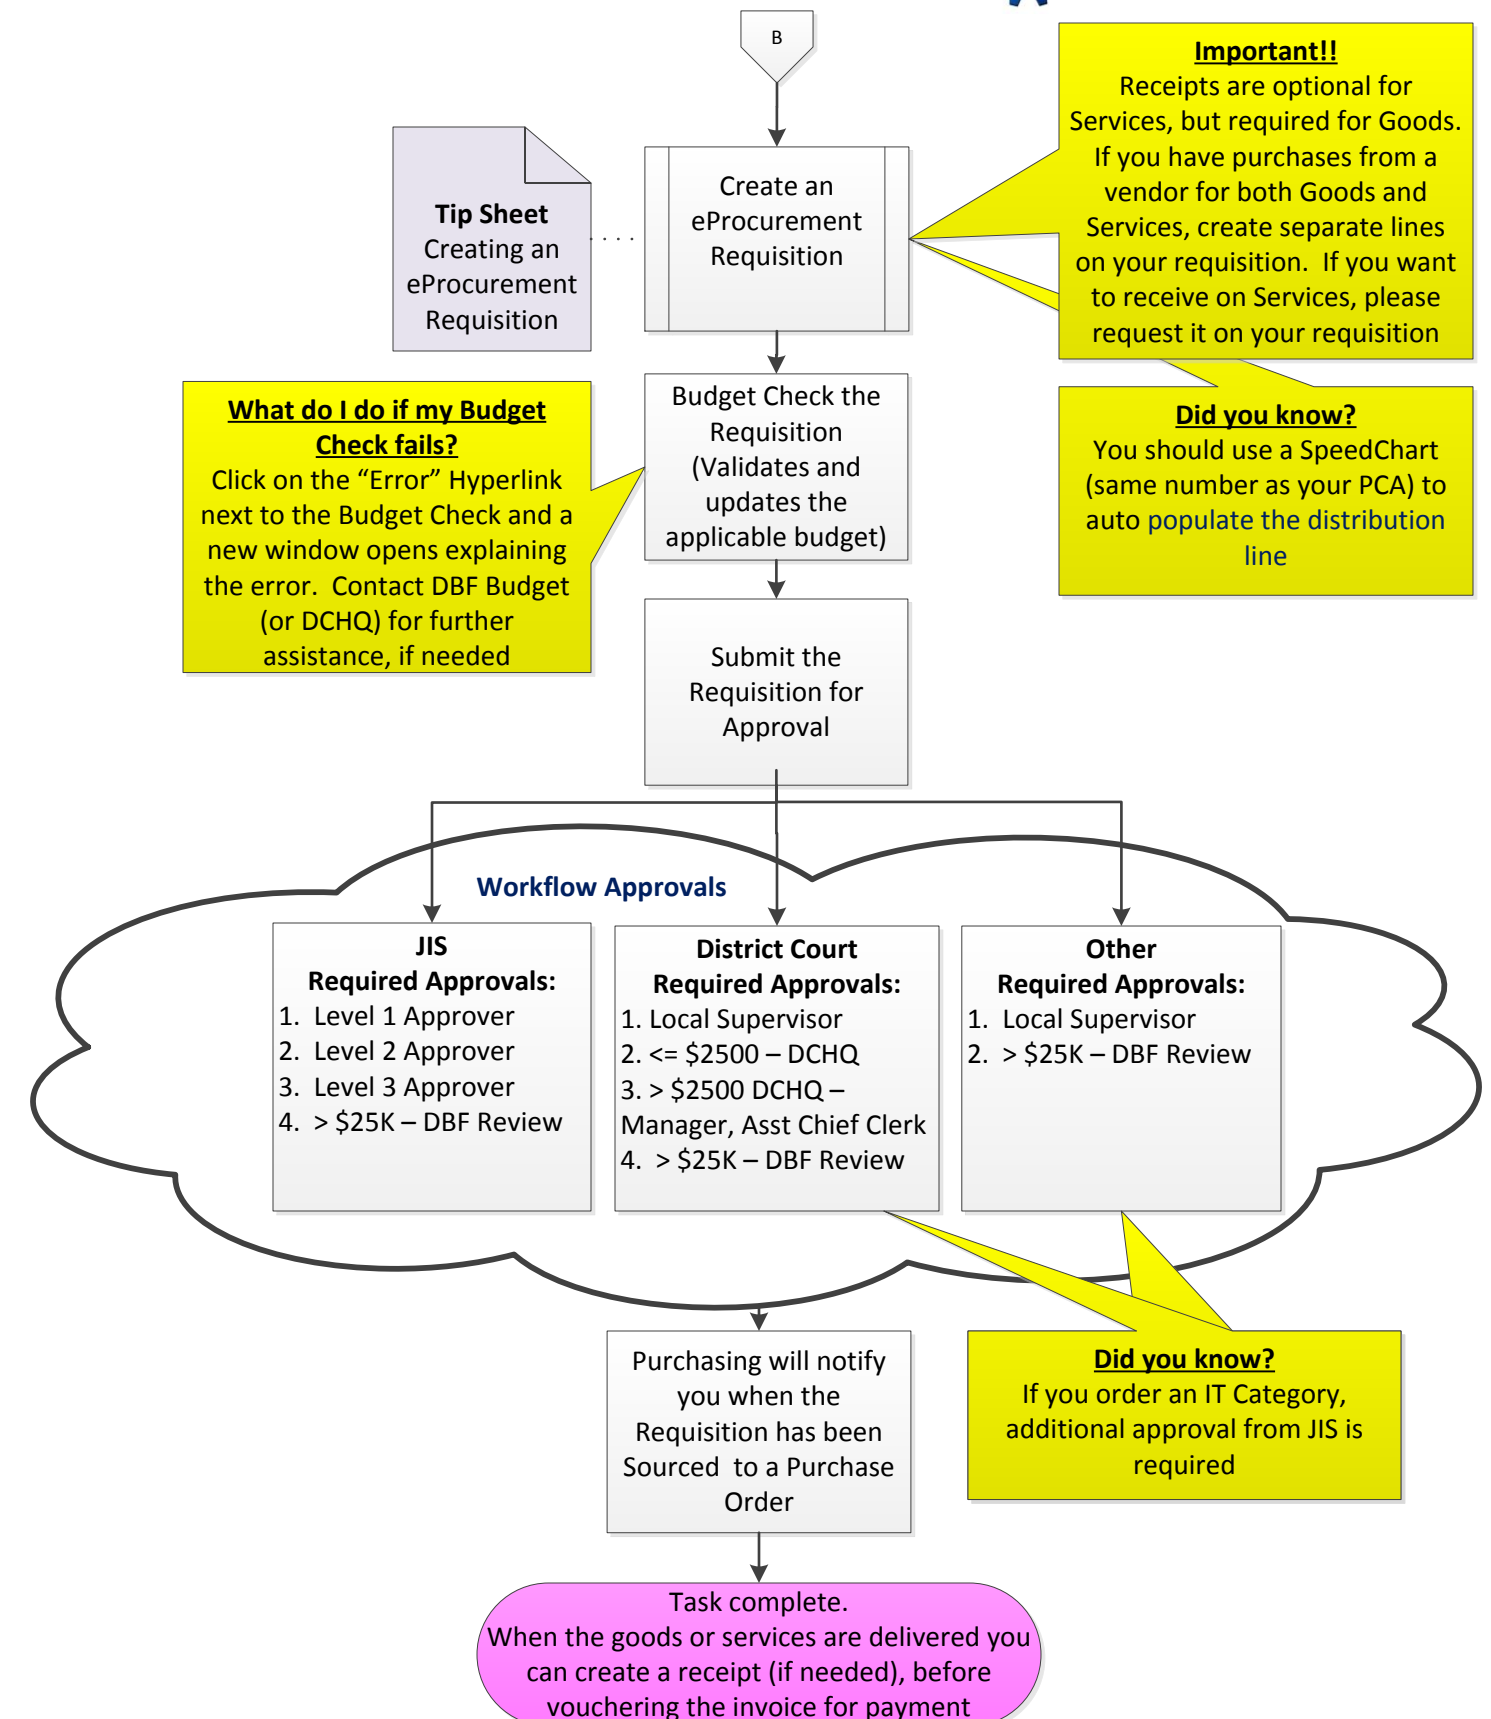 B
Important!!
Receipts are optional for
Services, but required for Goods.
If you have purchases from a
vendor for both Goods and
Services, create separate lines
on your requisition.  If you want
to receive on Services, please
request it on your requisition
Tip Sheet
Creating an
eProcurement
Requisition
Create an
eProcurement
Requisition
What do I do if my Budget
Check fails?
Click on the “Error” Hyperlink
next to the Budget Check and a
new window opens explaining
the error.  Contact DBF Budget
(or DCHQ) for further
assistance, if needed
Budget Check the
Requisition
(Validates and
updates the
applicable budget)
Did you know?
You should use a SpeedChart
(same number as your PCA) to
auto populate the distribution
line
Submit the
Requisition for
Approval
Workflow Approvals
JIS
Required Approvals:
1.  Level 1 Approver
2.  Level 2 Approver
3.  Level 3 Approver
4.  > $25K – DBF Review
District Court
Required Approvals:
1. Local Supervisor
2. <= $2500 – DCHQ
3. > $2500 DCHQ –
Manager, Asst Chief Clerk
4.  > $25K – DBF Review
Other
Required Approvals:
1.  Local Supervisor
2.  > $25K – DBF Review
Purchasing will notify
you when the
Requisition has been
Sourced  to a Purchase
Order
Did you know?
If you order an IT Category,
additional approval from JIS is
required
Task complete.
When the goods or services are delivered you
can create a receipt (if needed), before
vouchering the invoice for payment